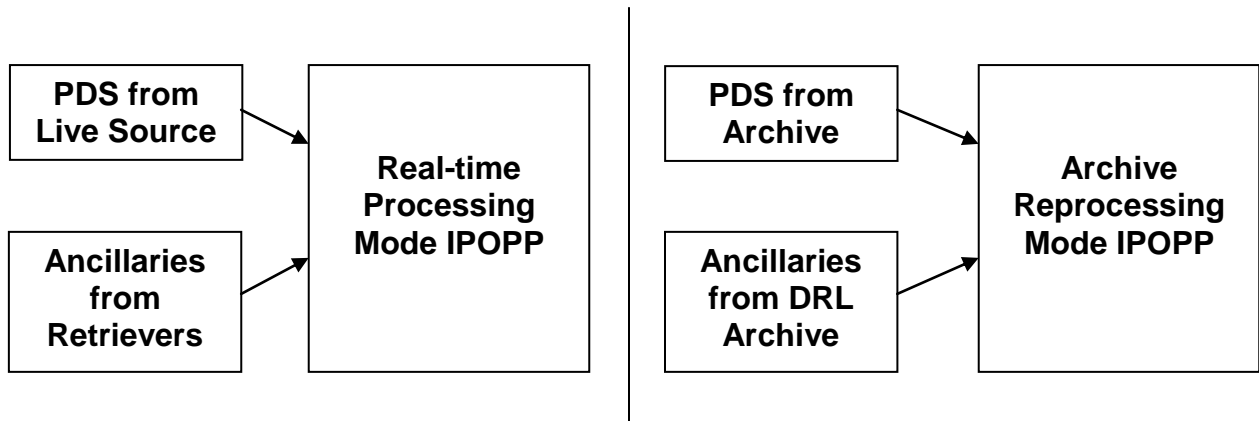 PDS from
Live Source
Ancillaries
from
Retrievers
Real-time
Processing
Mode IPOPP
PDS from
Archive
Ancillaries
from DRL
Archive
Archive
Reprocessing
Mode IPOPP